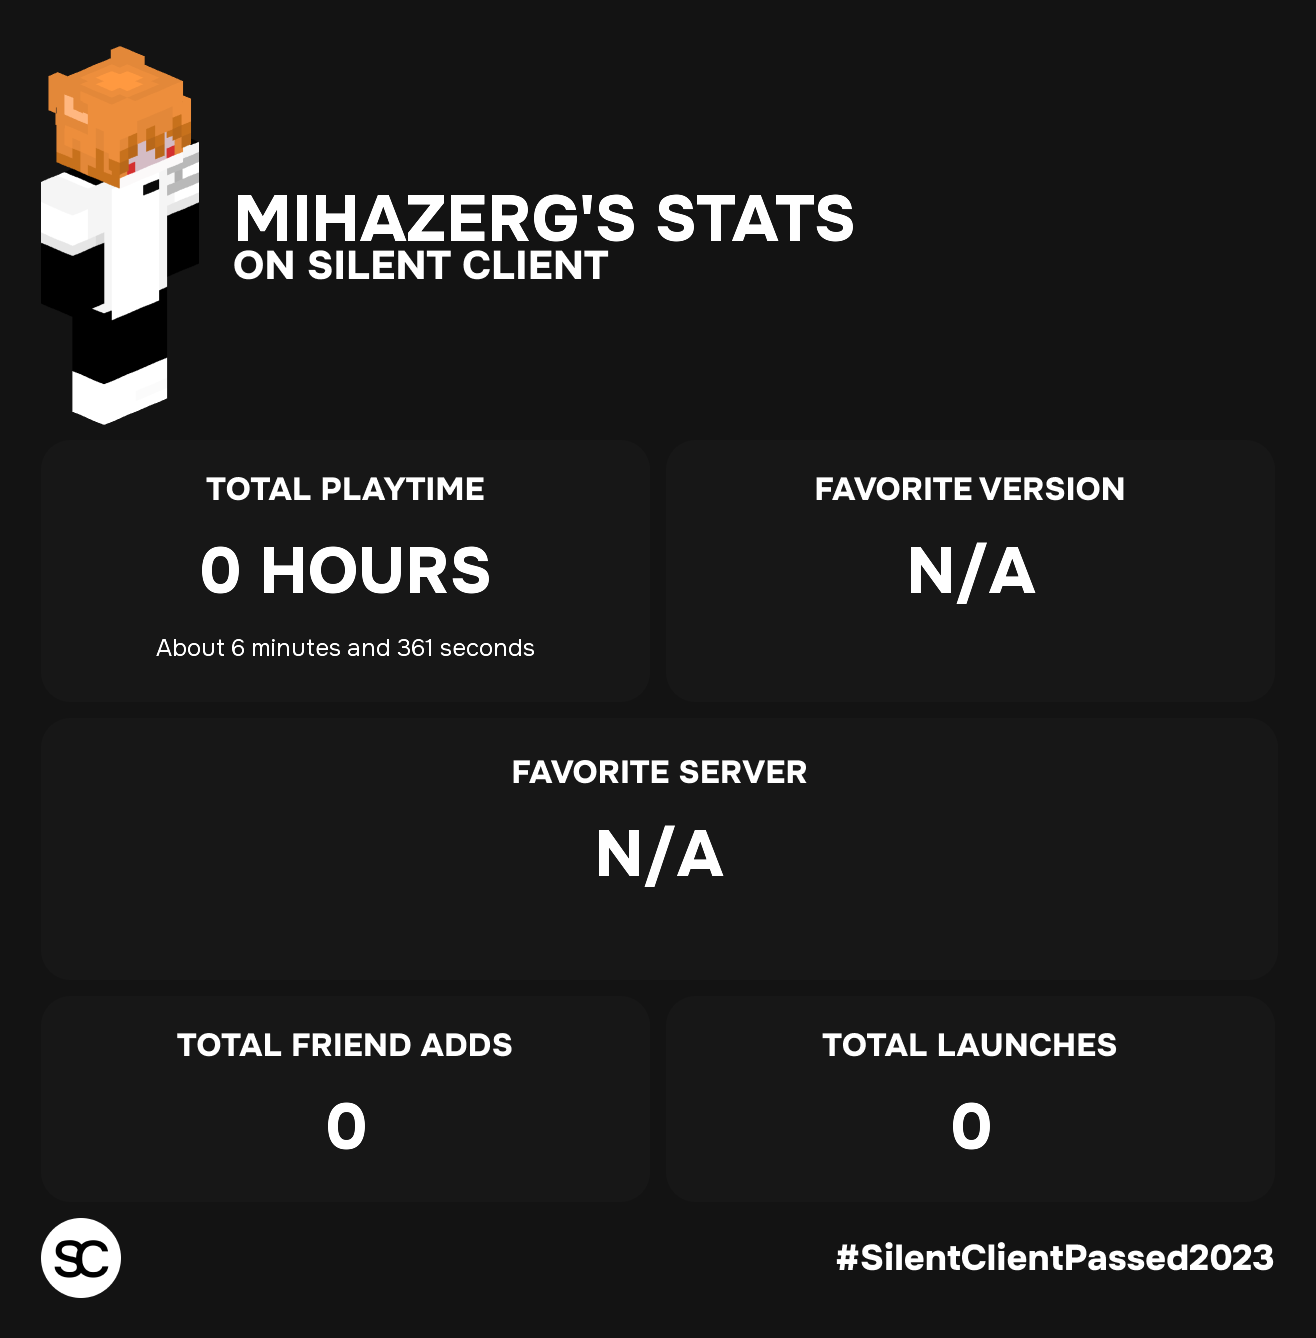 MIHAZERG'S STATS
ON SILENT CLIENT
TOTAL PLAYTIME
0 HOURS
About 6 minutes and 361 seconds
FAVORITE VERSION
N/A
FAVORITE SERVER
N/A
TOTAL FRIEND ADDS
0
TOTAL LAUNCHES
0
SC
#SilentClientPassed2023